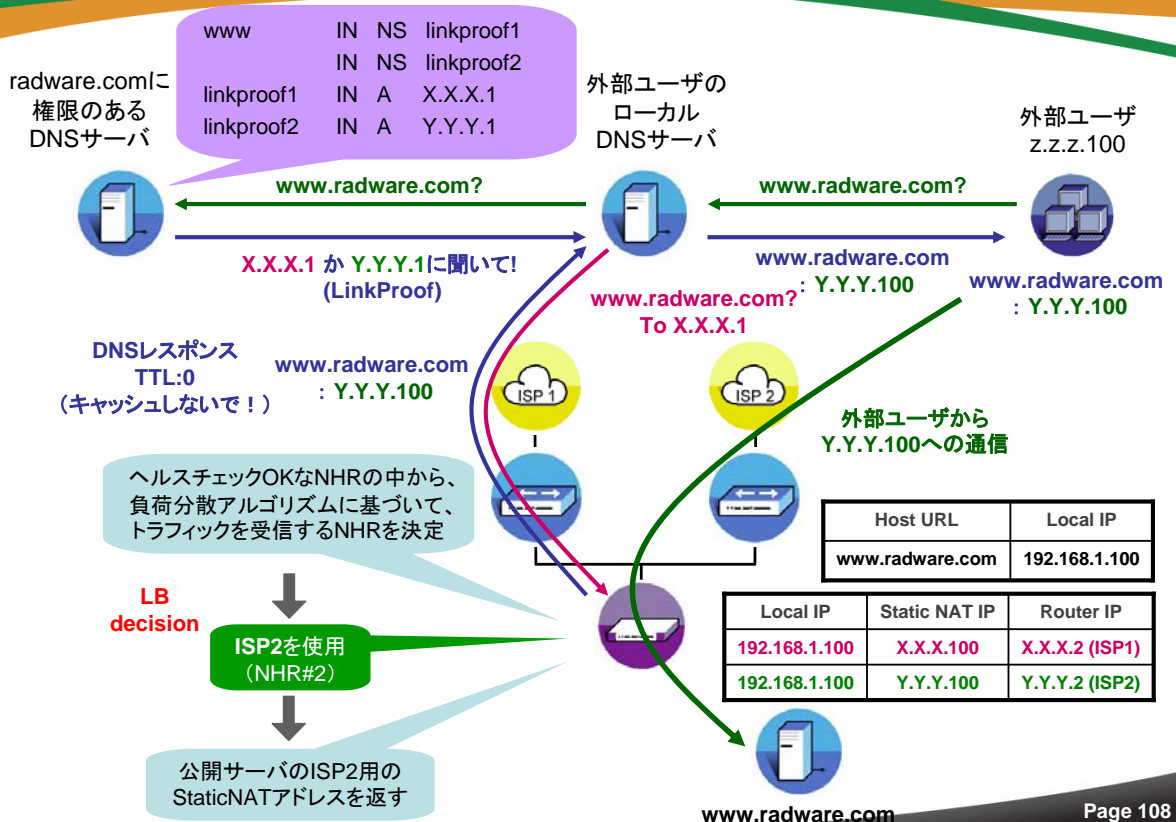 www IN NS linkproof1
IN NS linkproof2
linkproof1 IN A X.X.X.1
linkproof2 IN A Y.Y.Y.1
radware.comに
権限のある
DNSサーバ
外部ユーザの
ローカル
DNSサーバ
外部ユーザ
z.z.z.100
www.radware.com?
www.radware.com?
X.X.X.1 か Y.Y.Y.1に聞いて!
(LinkProof)
www.radware.com
: Y.Y.Y.100
www.radware.com
: Y.Y.Y.100
www.radware.com?
To X.X.X.1
DNSレスポンス
TTL:0
(キャッシュしないで！)
www.radware.com
: Y.Y.Y.100
ISP 1
ISP 2
外部ユーザから
Y.Y.Y.100への通信
ヘルスチェックOKなNHRの中から、
負荷分散アルゴリズムに基づいて、
トラフィックを受信するNHRを決定
LB
decision
ISP2を使用
（NHR#2）
公開サーバのISP2用の
StaticNATアドレスを返す
Host URL Local IP
www.radware.com 192.168.1.100
Local IP Static NAT IP Router IP
192.168.1.100 X.X.X.100 X.X.X.2 (ISP1)
192.168.1.100 Y.Y.Y.100 Y.Y.Y.2 (ISP2)
www.radware.com
Page 108